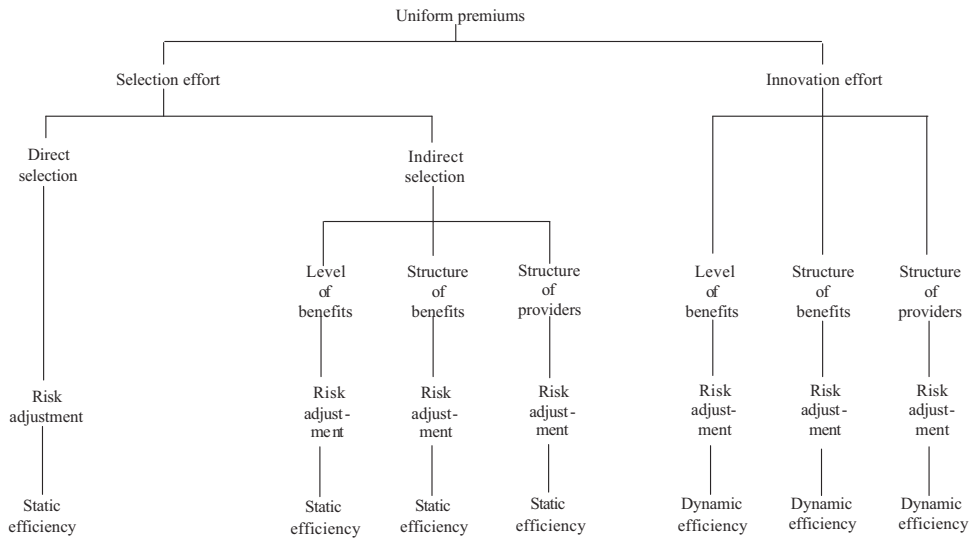 Uniform premiums
Selection effort
Innovation effort
Direct
selection
Indirect
selection
Level
of
benefits
Structure
of
benefits
Structure
of
providers
Level
of
benefits
Structure
of
benefits
Structure
of
providers
Risk
adjustment
Risk
adjust-
ment
Risk
adjust-
ment
Risk
adjust-
ment
Risk
adjust-
ment
Risk
adjust-
ment
Risk
adjust-
ment
Static
efficiency
Static
efficiency
Static
efficiency
Static
efficiency
Dynamic
efficiency
Dynamic
efficiency
Dynamic
efficiency